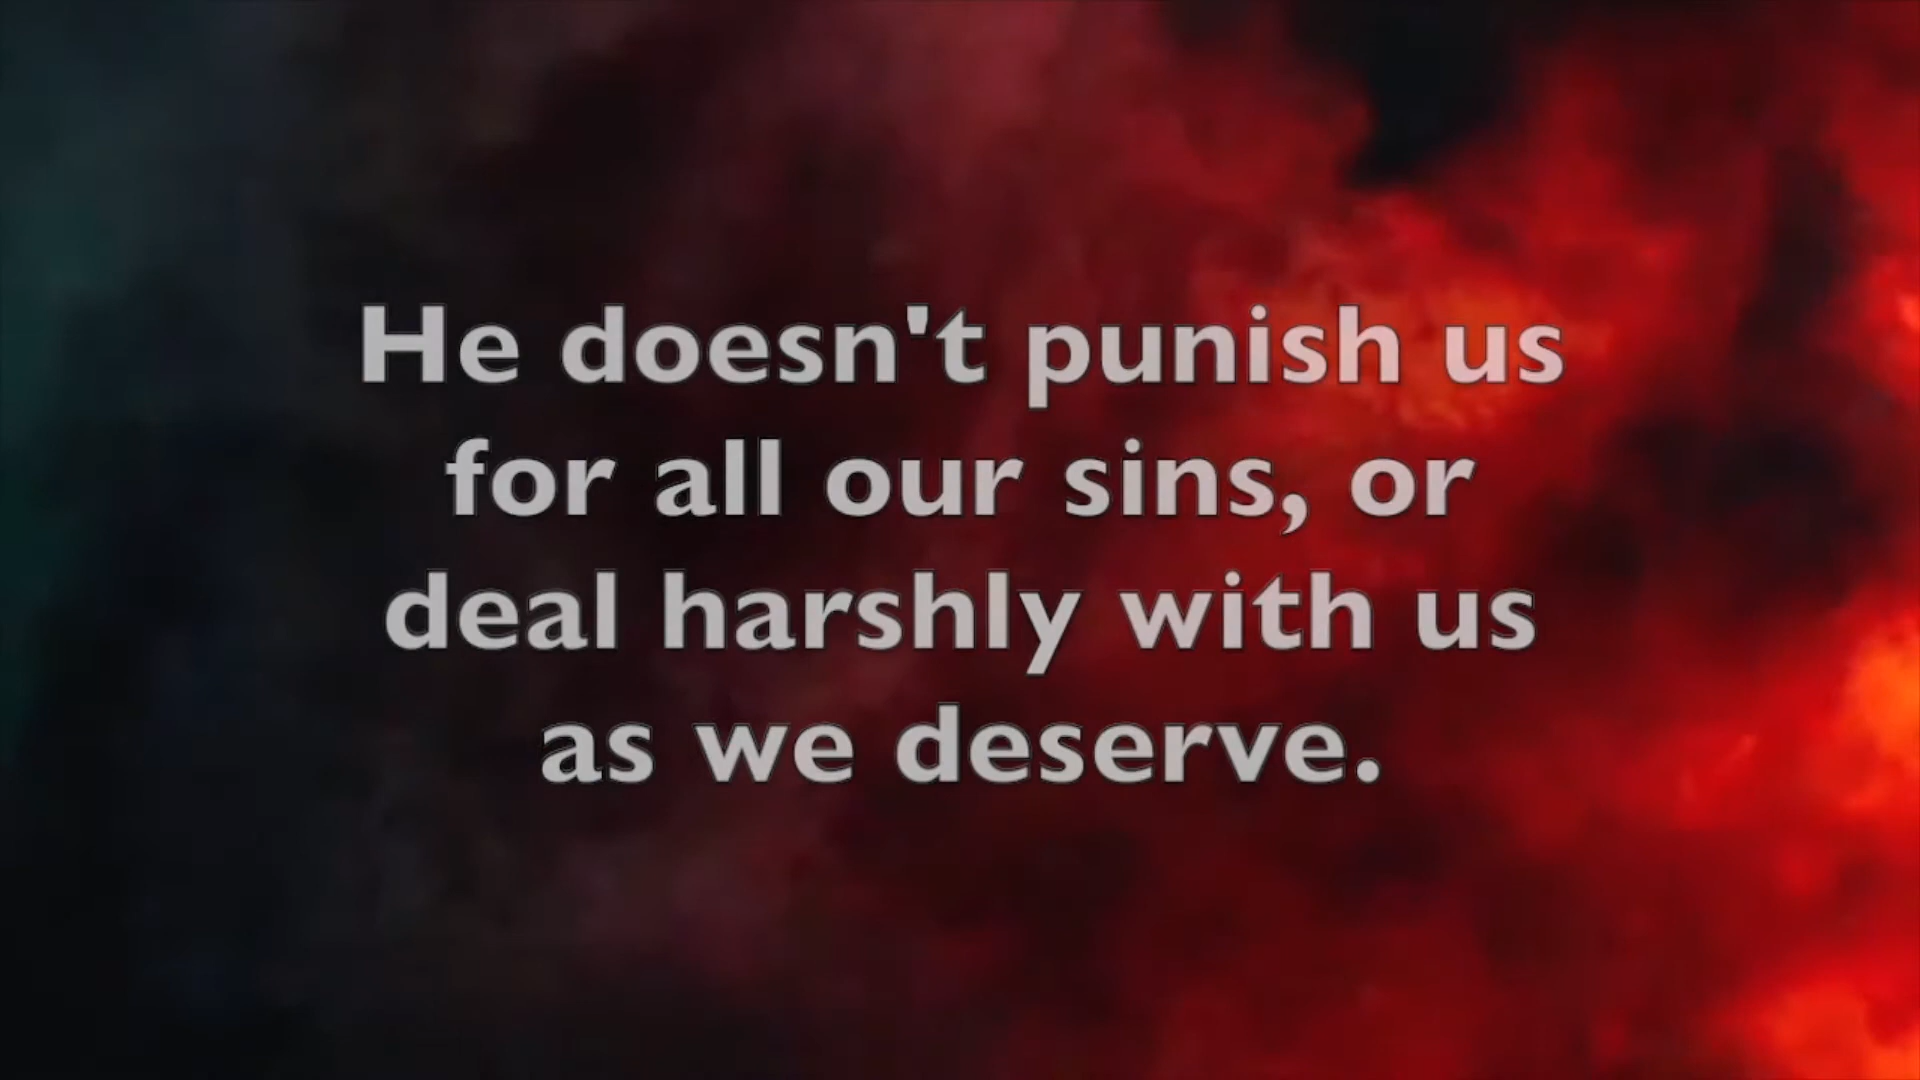 He doesn't punish us
for all our sins, or
deal harshly with us
as we deserve.